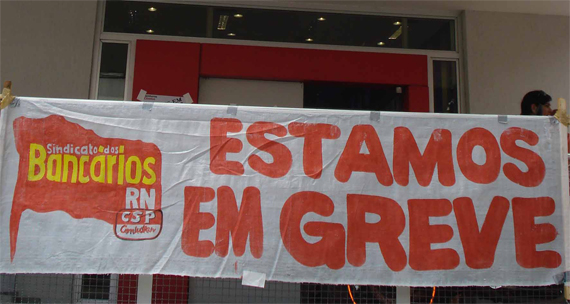 Sindicato dos
Bancários
RN
CSP
Conlutas
ESTAMOS
EM GREVE